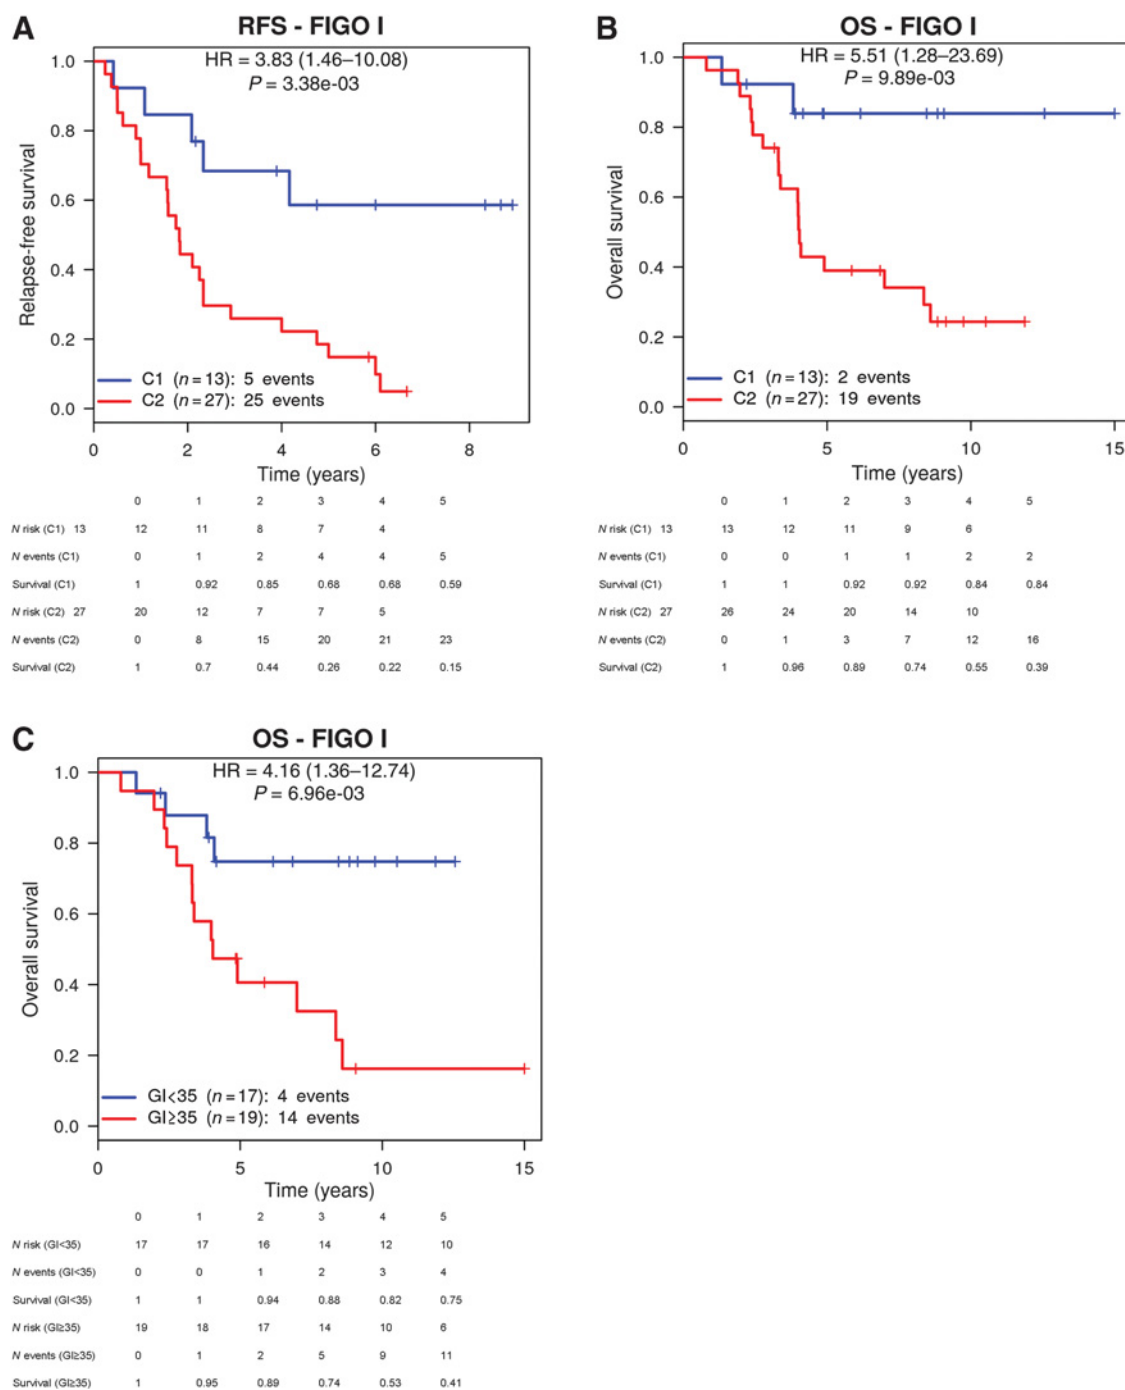 A
RFS - FIGO I
HR = 3.83 (1.46–10.08)
P = 3.38e-03
1.0
0.8
0.6
0.4
0.2
0.0
Relapse-free survival
C1 (n=13): 5 events
C2 (n=27): 25 events
0 2 4 6 8
Time (years)
0 1 2 3 4 5
N risk (C1) 13 12 11 8 7 4
N events (C1) 0 1 2 4 4 5
Survival (C1) 1 0.92 0.85 0.68 0.68 0.59
N risk (C2) 27 20 12 7 7 5
N events (C2) 0 8 15 20 21 23
Survival (C2) 1 0.7 0.44 0.26 0.22 0.15
B
OS - FIGO I
HR = 5.51 (1.28–23.69)
P = 9.89e-03
1.0
0.8
0.6
0.4
0.2
0.0
Overall survival
C1 (n=13): 2 events
C2 (n=27): 19 events
0 5 10 15
Time (years)
0 1 2 3 4 5
N risk (C1) 13 13 12 11 9 6
N events (C1) 0 0 1 1 2 2
Survival (C1) 1 1 0.92 0.92 0.84 0.84
N risk (C2) 27 26 24 20 14 10
N events (C2) 0 1 3 7 12 16
Survival (C2) 1 0.96 0.89 0.74 0.55 0.39
C
OS - FIGO I
HR = 4.16 (1.36–12.74)
P = 6.96e-03
1.0
0.8
0.6
0.4
0.2
0.0
Overall survival
GI<35 (n=17): 4 events
GI≥35 (n=19): 14 events
0 5 10 15
Time (years)
0 1 2 3 4 5
N risk (GI<35) 17 17 16 14 12 10
N events (GI<35) 0 0 1 2 3 4
Survival (GI<35) 1 1 0.94 0.88 0.82 0.75
N risk (GI≥35) 19 18 17 14 10 6
N events (GI≥35) 0 1 2 5 9 11
Survival (GI≥35) 1 0.95 0.89 0.74 0.53 0.41